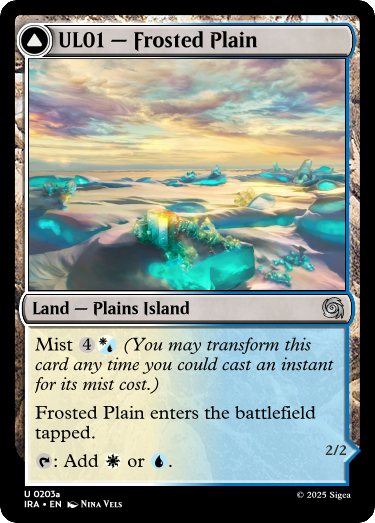 UL01 — Frosted Plain
Land — Plains Island
Mist 4 (You may transform this
card any time you could cast an instant
for its mist cost.)
Frosted Plain enters the battlefield
tapped.
: Add or .
2/2
U 0203a
IRA • EN Nina Vels
© 2025 Sigea